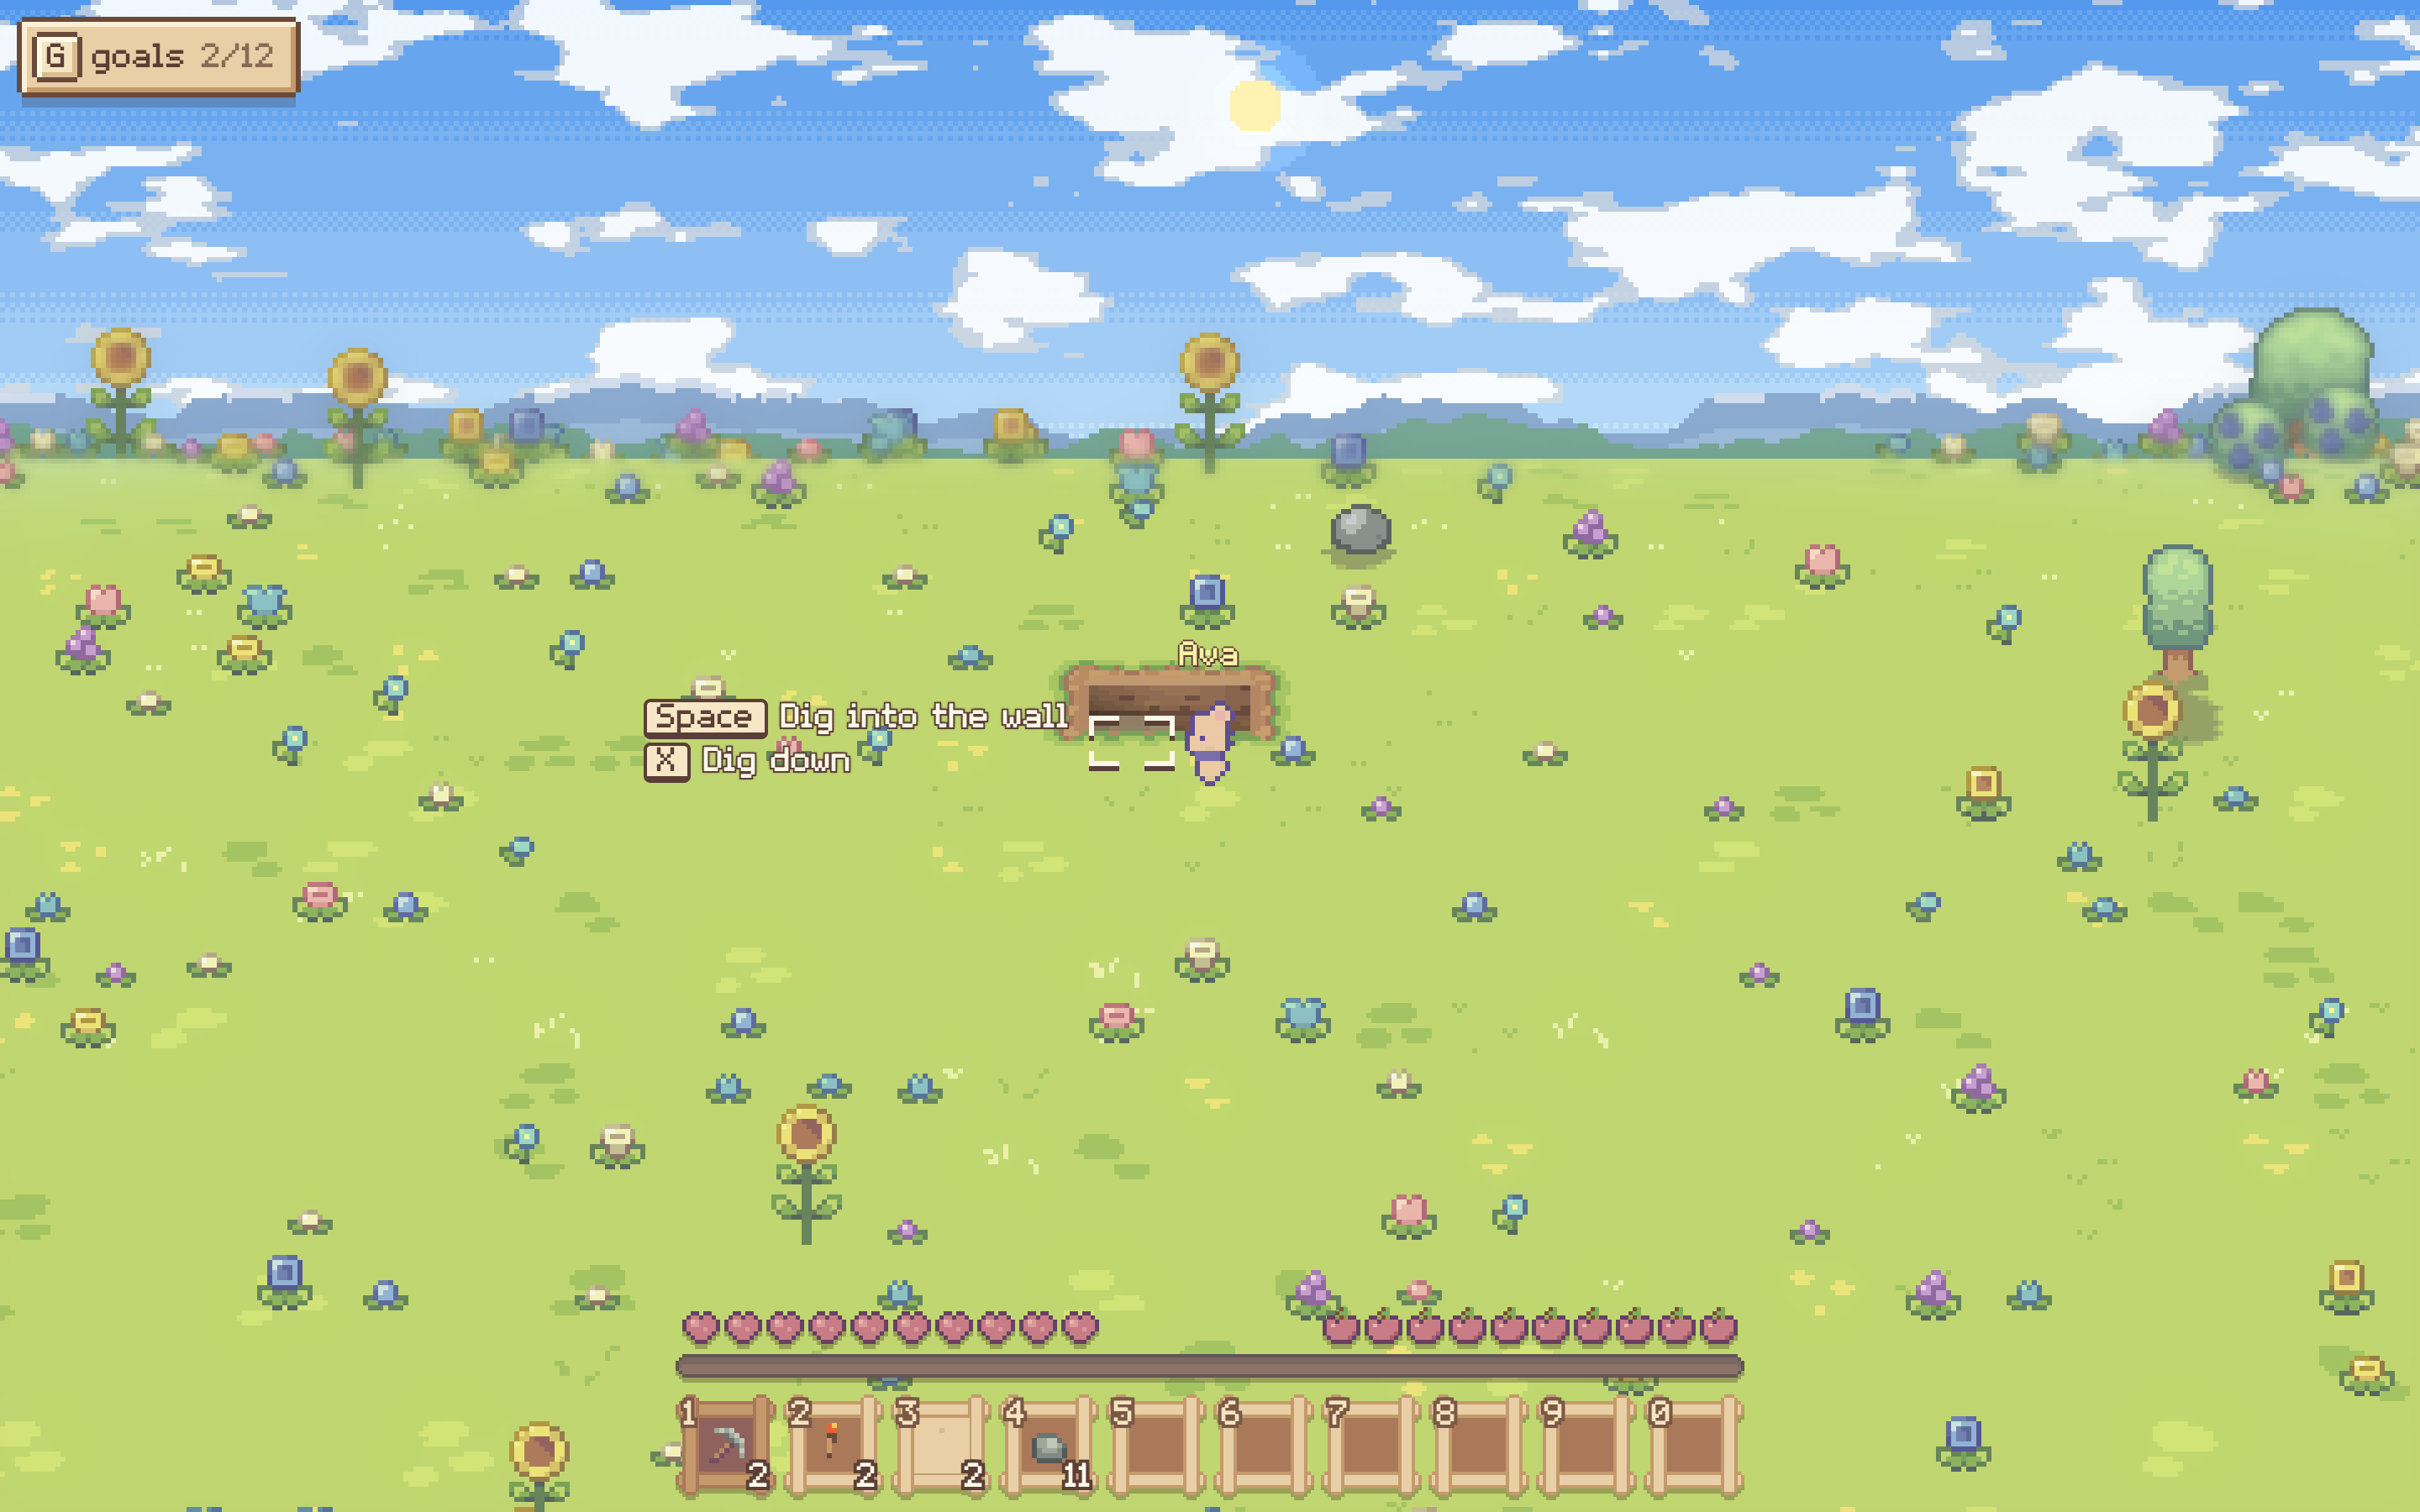 G goals 2/12
Ava
Space Dig into the wall
X Dig down
1 2 3 4 5 6 7 8 9 0
2 2 2 11